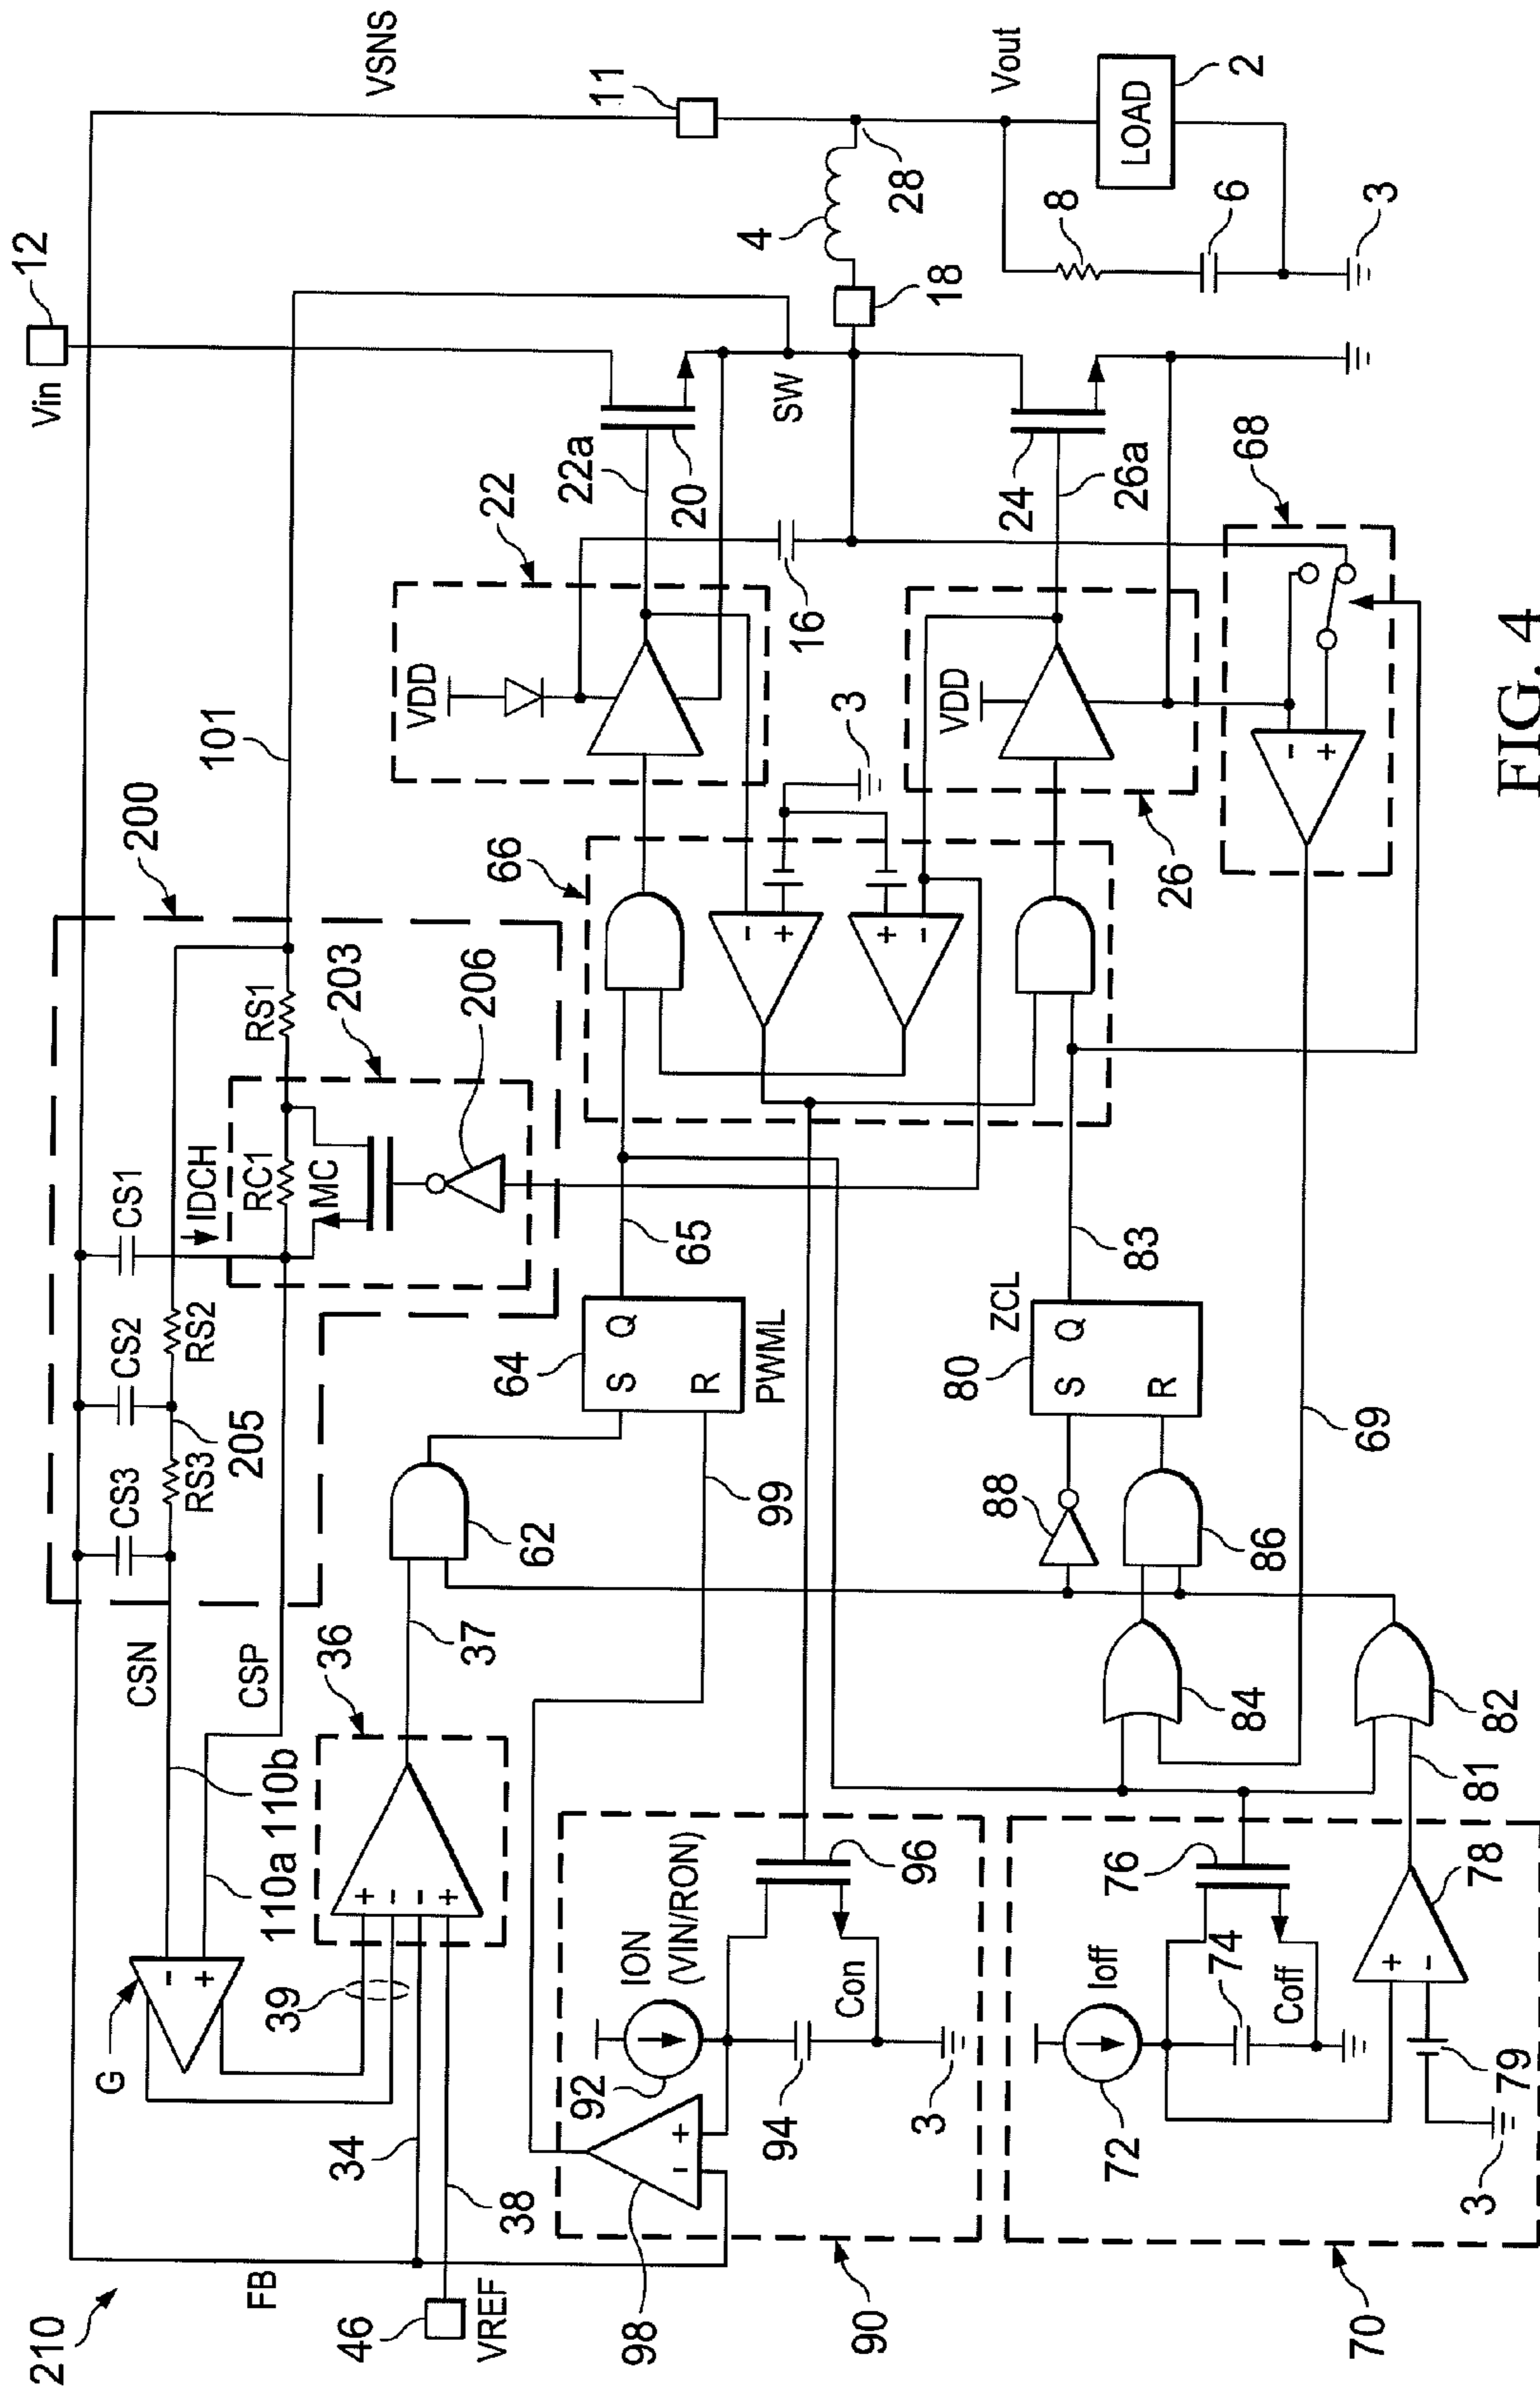 210
FB
46
VREF
G
39
34
38
CSN
CSP
110a
110b
36
37
+
-
-
+
-
+
200
101
CS3
CS2
CS1
IDCH
RS3
205
RS2
RC1
RS1
MC
203
206
Vin
12
VSNS
11
62
64
S
Q
R
PWML
65
99
66
-
+
+
-
3
22
VDD
22a
20
16
SW
18
4
28
Vout
LOAD
2
8
6
3
24
26a
VDD
26
68
-
+
69
ZCL
80
S
Q
R
83
88
86
84
82
81
98
-
+
92
ION
(VIN/RON)
94
Con
96
3
90
72
Ioff
74
Coff
76
78
+
-
79
3
70
FIG. 4